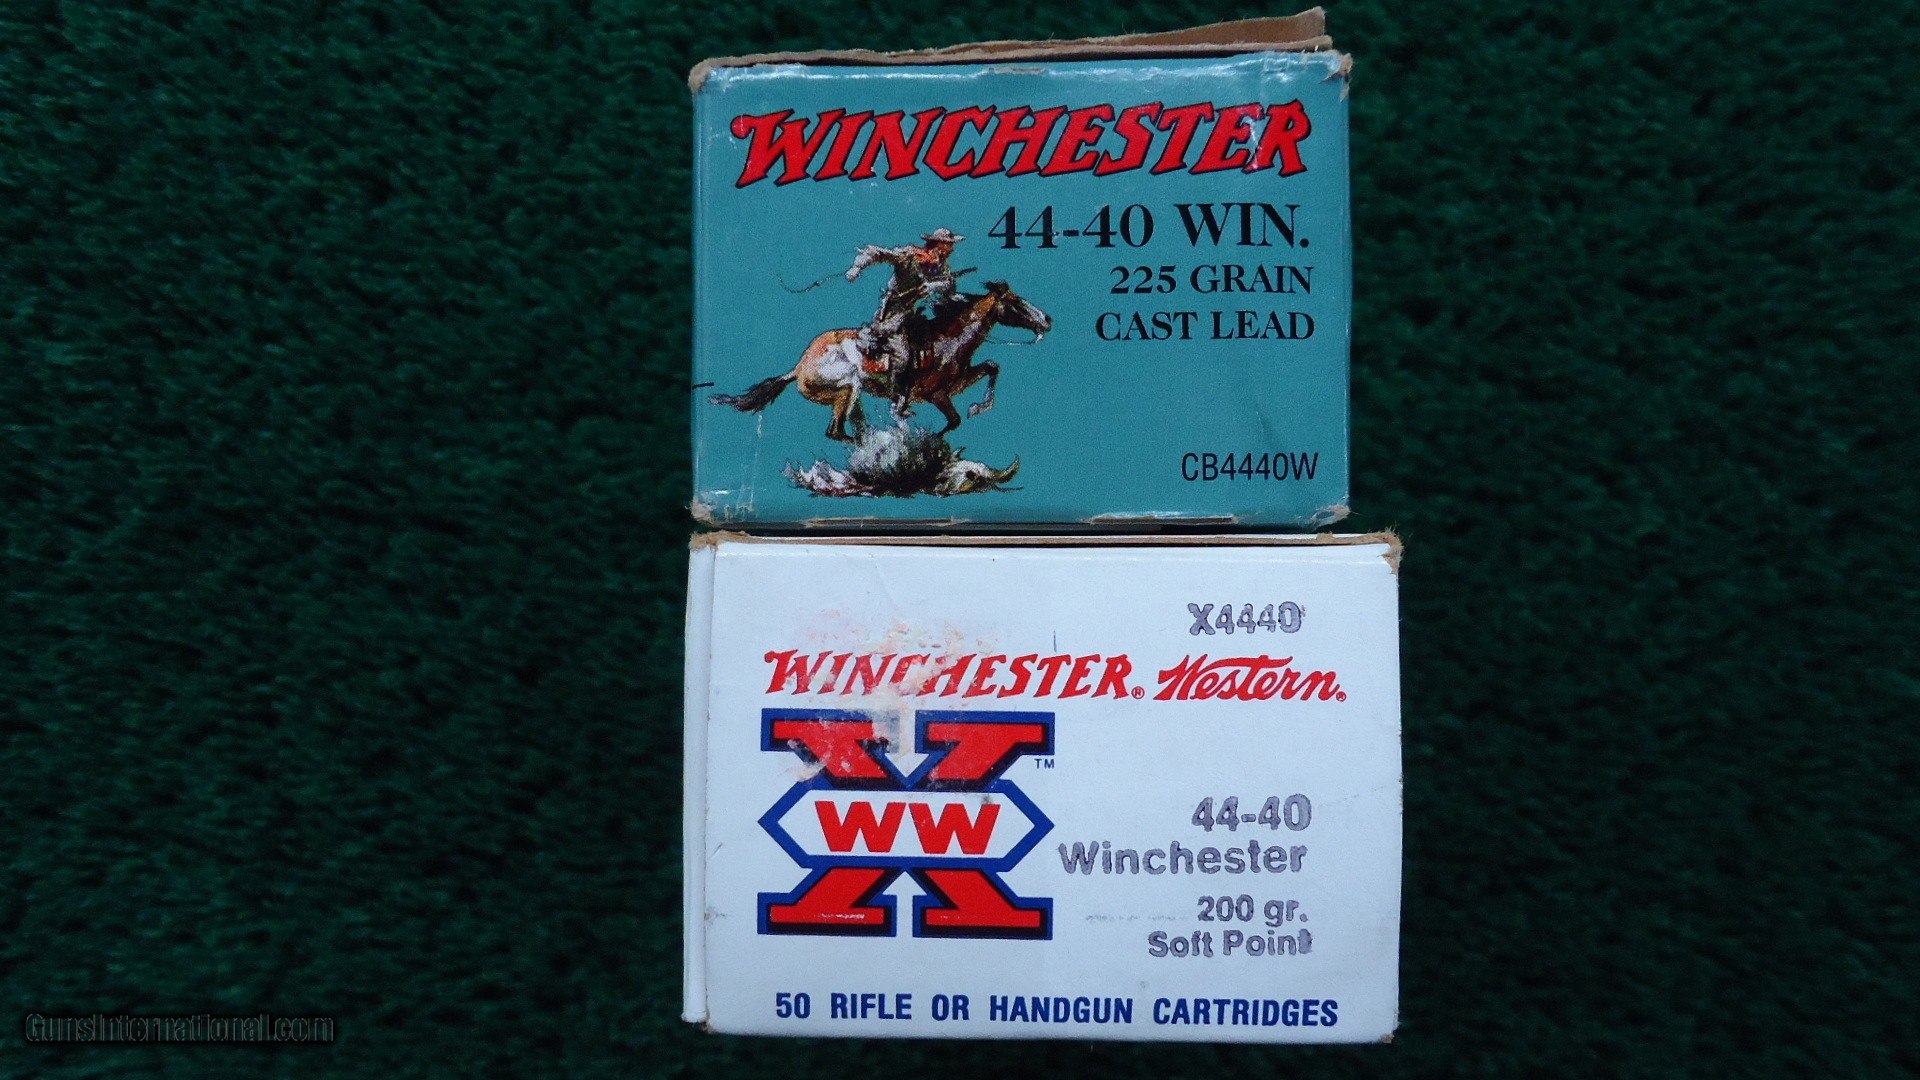 WINCHESTER
44-40 WIN.
225 GRAIN
CAST LEAD
CB4440W
X4440
WINCHESTER® Western®
TM
WW
44-40
Winchester
200 gr.
Soft Point
50 RIFLE OR HANDGUN CARTRIDGES
GunsInternational.com